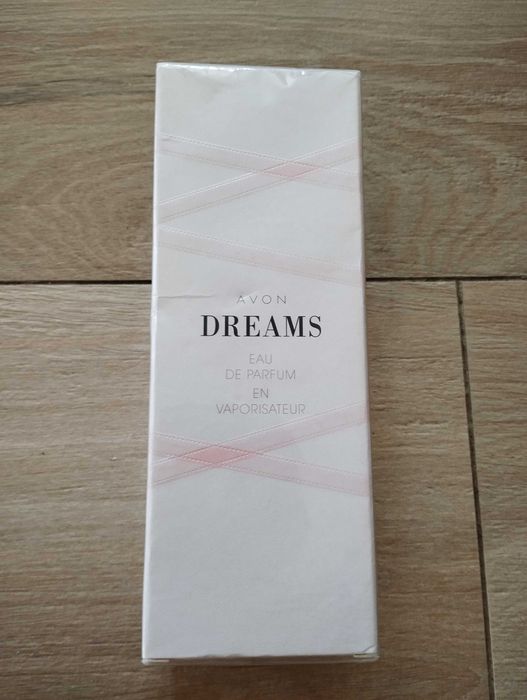 AVON
DREAMS
EAU
DE PARFUM
EN
VAPORISATEUR